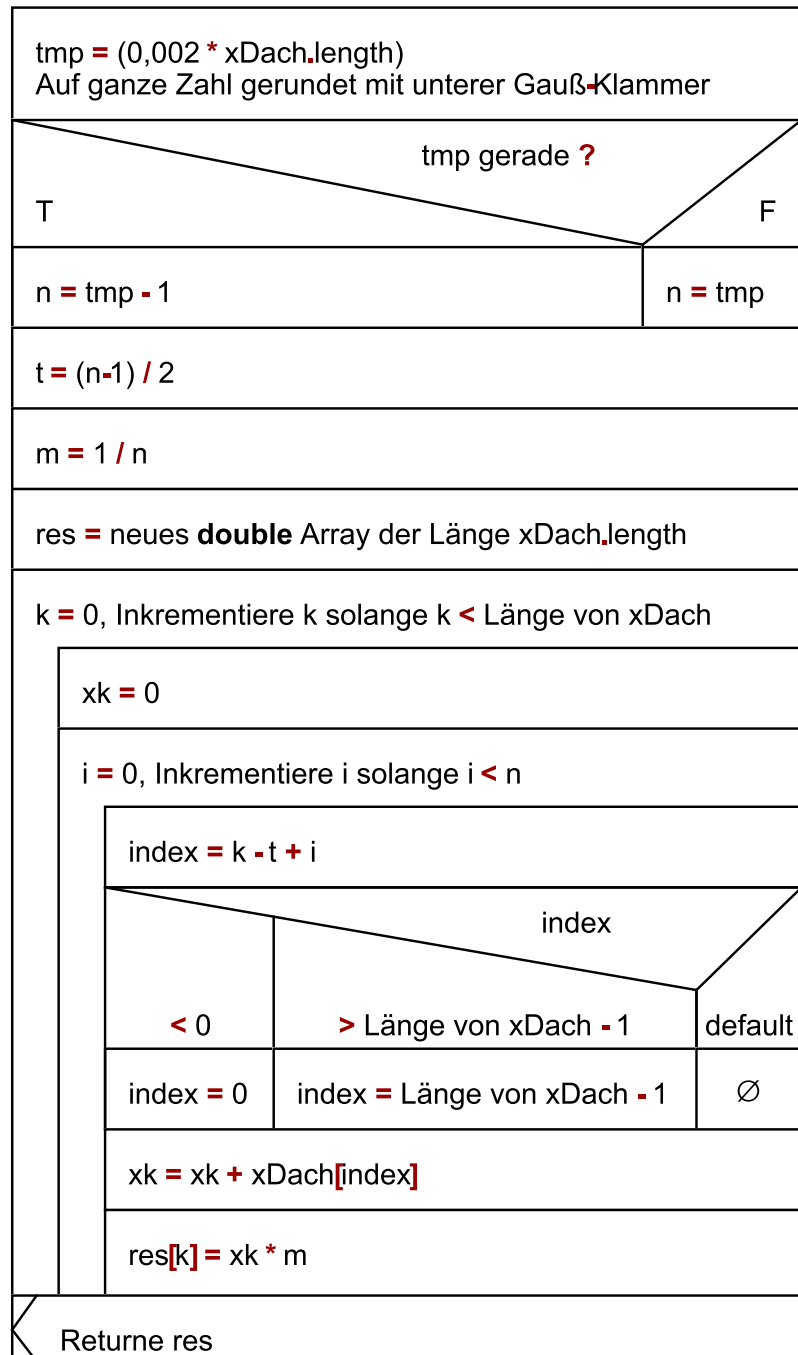 tmp = (0,002 * xDach.length)
Auf ganze Zahl gerundet mit unterer Gauß-Klammer
tmp gerade ?
T
F
n = tmp - 1
n = tmp
t = (n-1) / 2
m = 1 / n
res = neues double Array der Länge xDach.length
k = 0, Inkrementiere k solange k < Länge von xDach
xk = 0
i = 0, Inkrementiere i solange i < n
index = k - t + i
index
< 0
> Länge von xDach - 1
default
index = 0
index = Länge von xDach - 1
∅
xk = xk + xDach[index]
res[k] = xk * m
Returne res